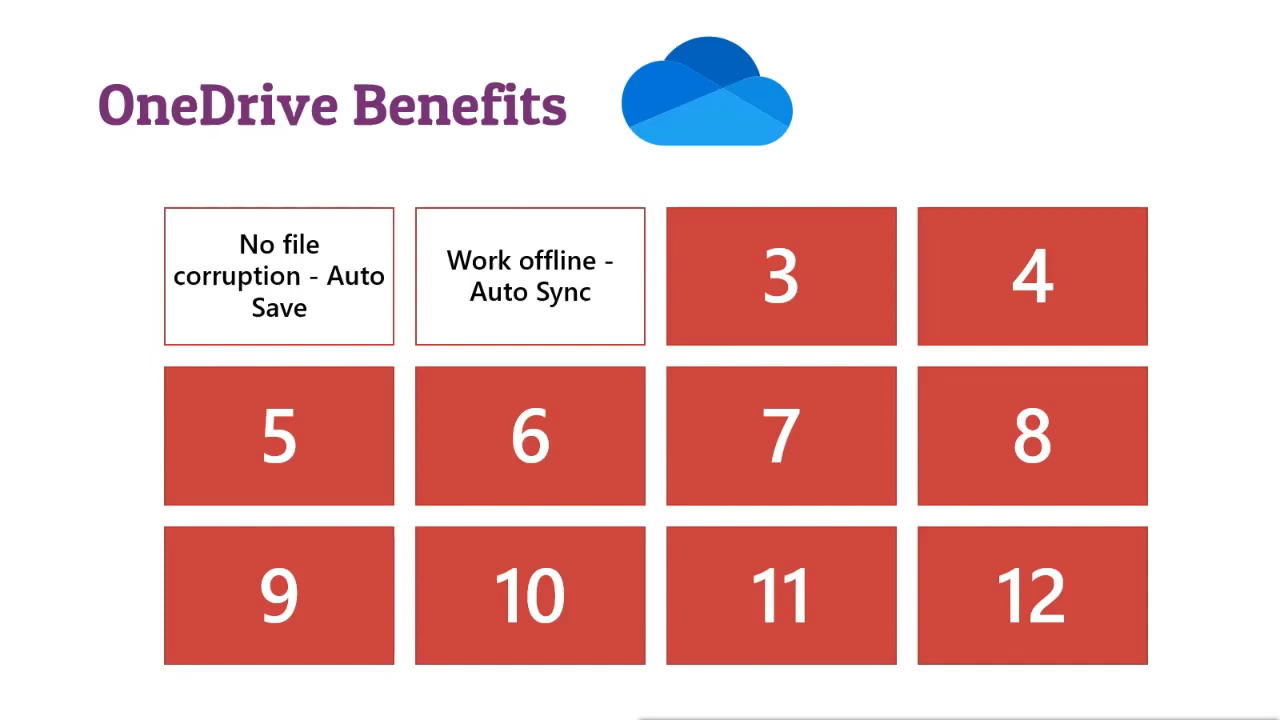 OneDrive Benefits
No file
corruption - Auto
Save
Work offline -
Auto Sync
3
4
5
6
7
8
9
10
11
12